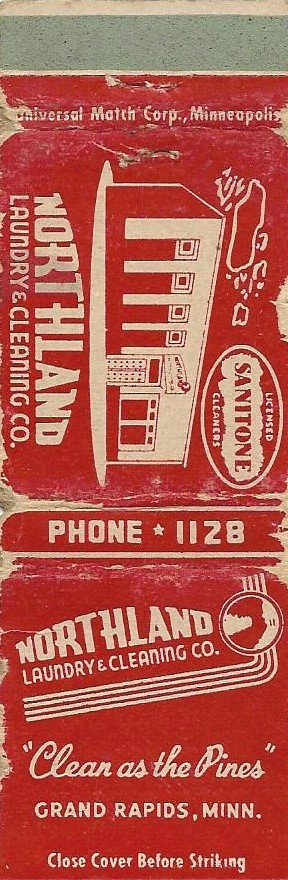 Universal Match Corp., Minneapolis
NORTHLAND
LAUNDRY & CLEANING CO.
LICENSED
SANITONE
CLEANERS
PHONE ★ 1128
NORTHLAND
LAUNDRY & CLEANING CO.
"Clean as the Pines"
GRAND RAPIDS, MINN.
Close Cover Before Striking